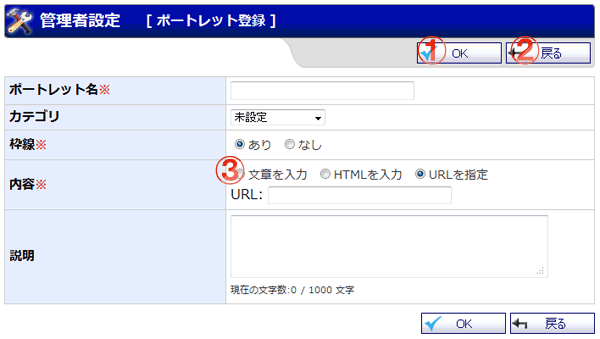 管理者設定 [ ポートレット登録 ]
① OK ② 戻る
ポートレット名※
カテゴリ 未設定
枠線※ あり なし
内容※ ③ 文章を入力 HTMLを入力 URLを指定
URL:
説明
現在の文字数:0 / 1000 文字
OK 戻る